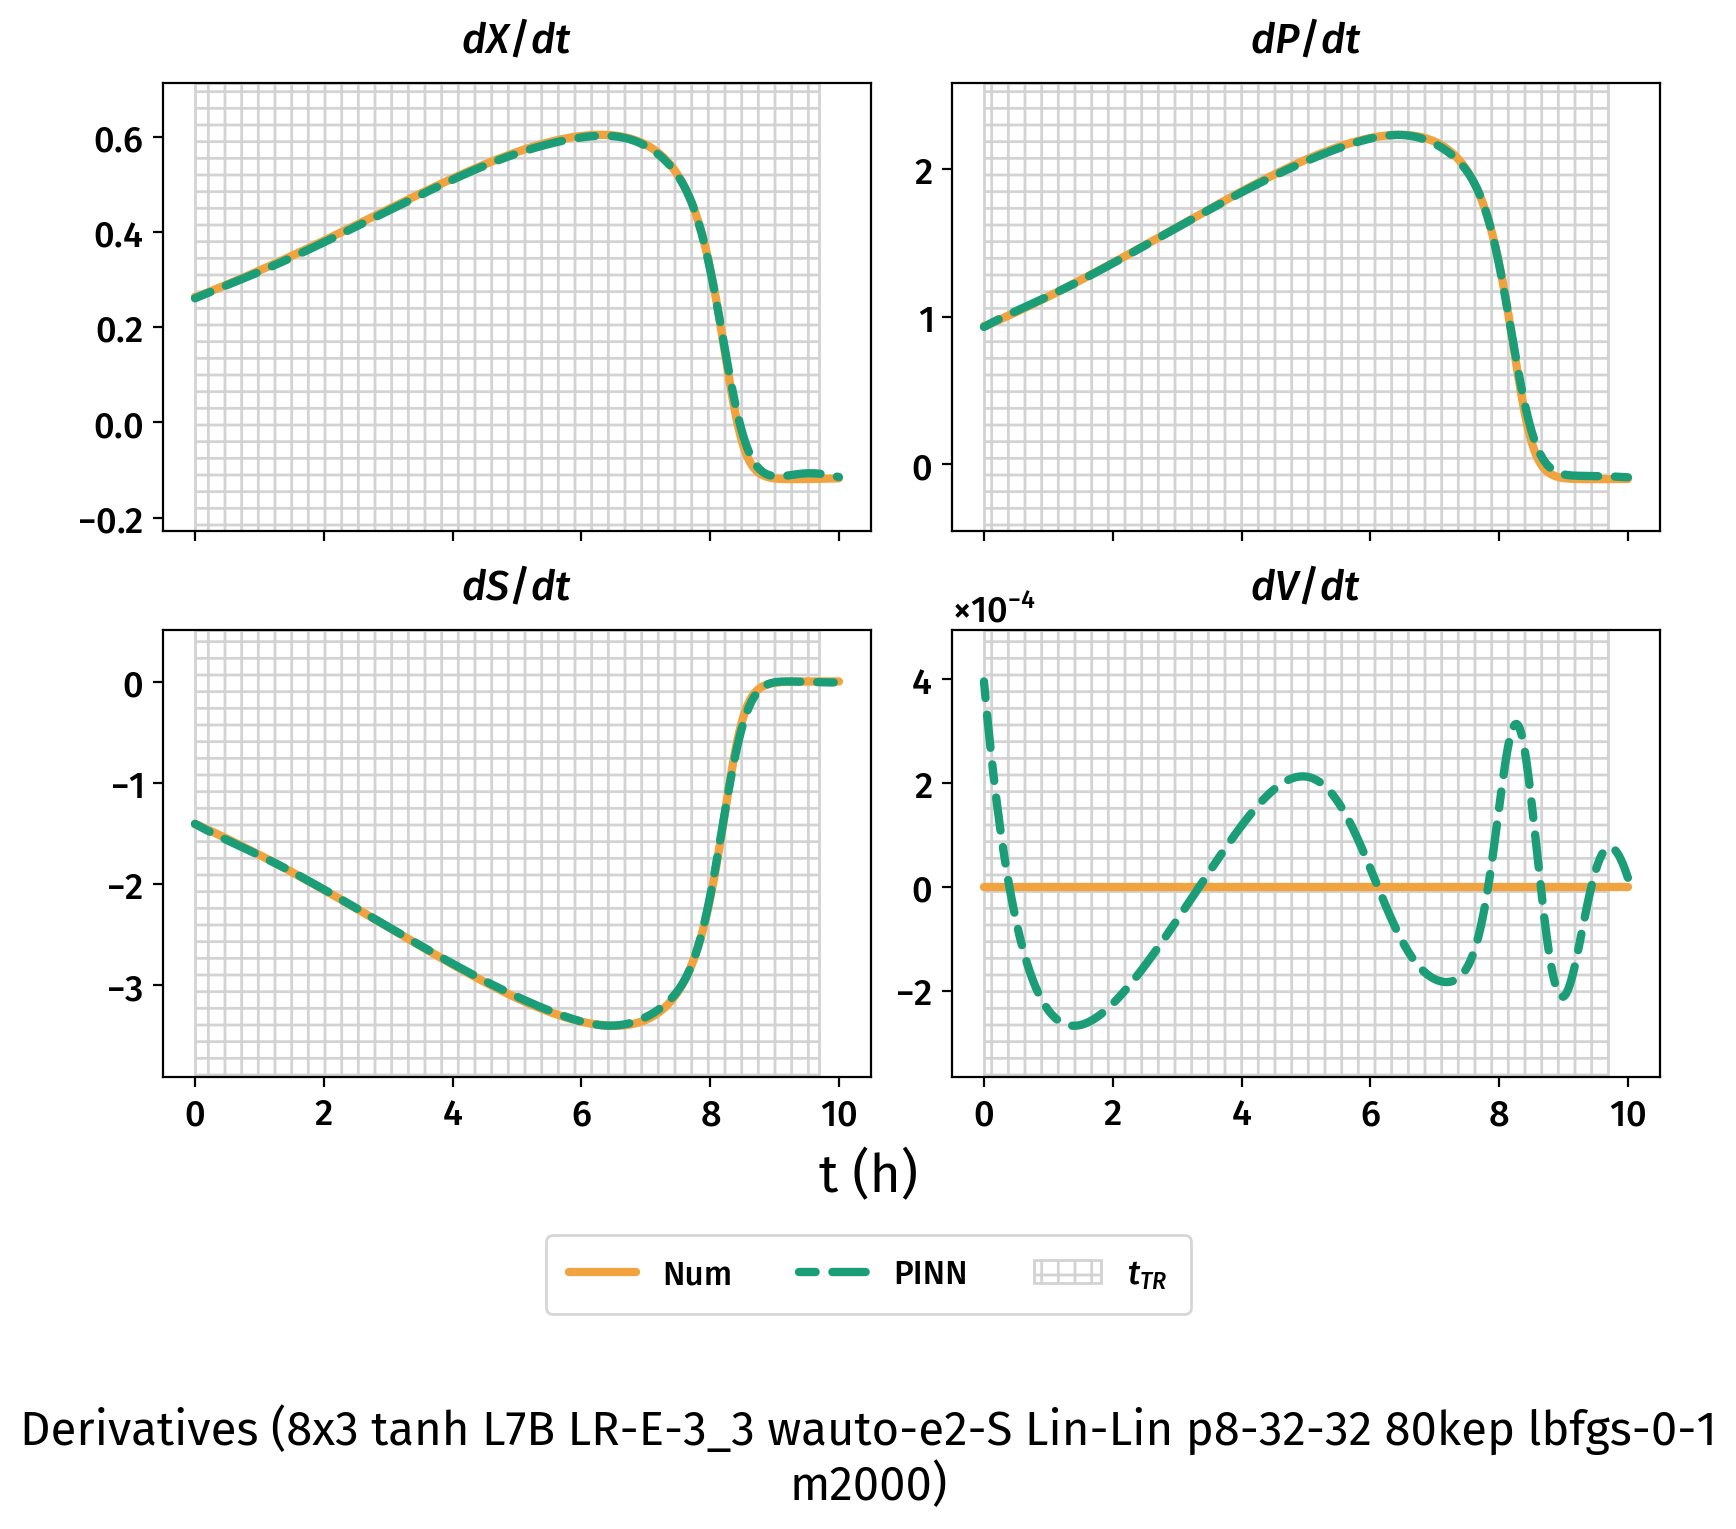 dX/dt
dP/dt
0.6
0.4
0.2
0.0
−0.2
2
1
0
dS/dt
dV/dt
×10⁻⁴
0
−1
−2
−3
4
2
0
−2
0 2 4 6 8 10
0 2 4 6 8 10
t (h)
Num PINN t_TR
Derivatives (8x3 tanh L7B LR-E-3_3 wauto-e2-S Lin-Lin p8-32-32 80kep lbfgs-0-1
m2000)